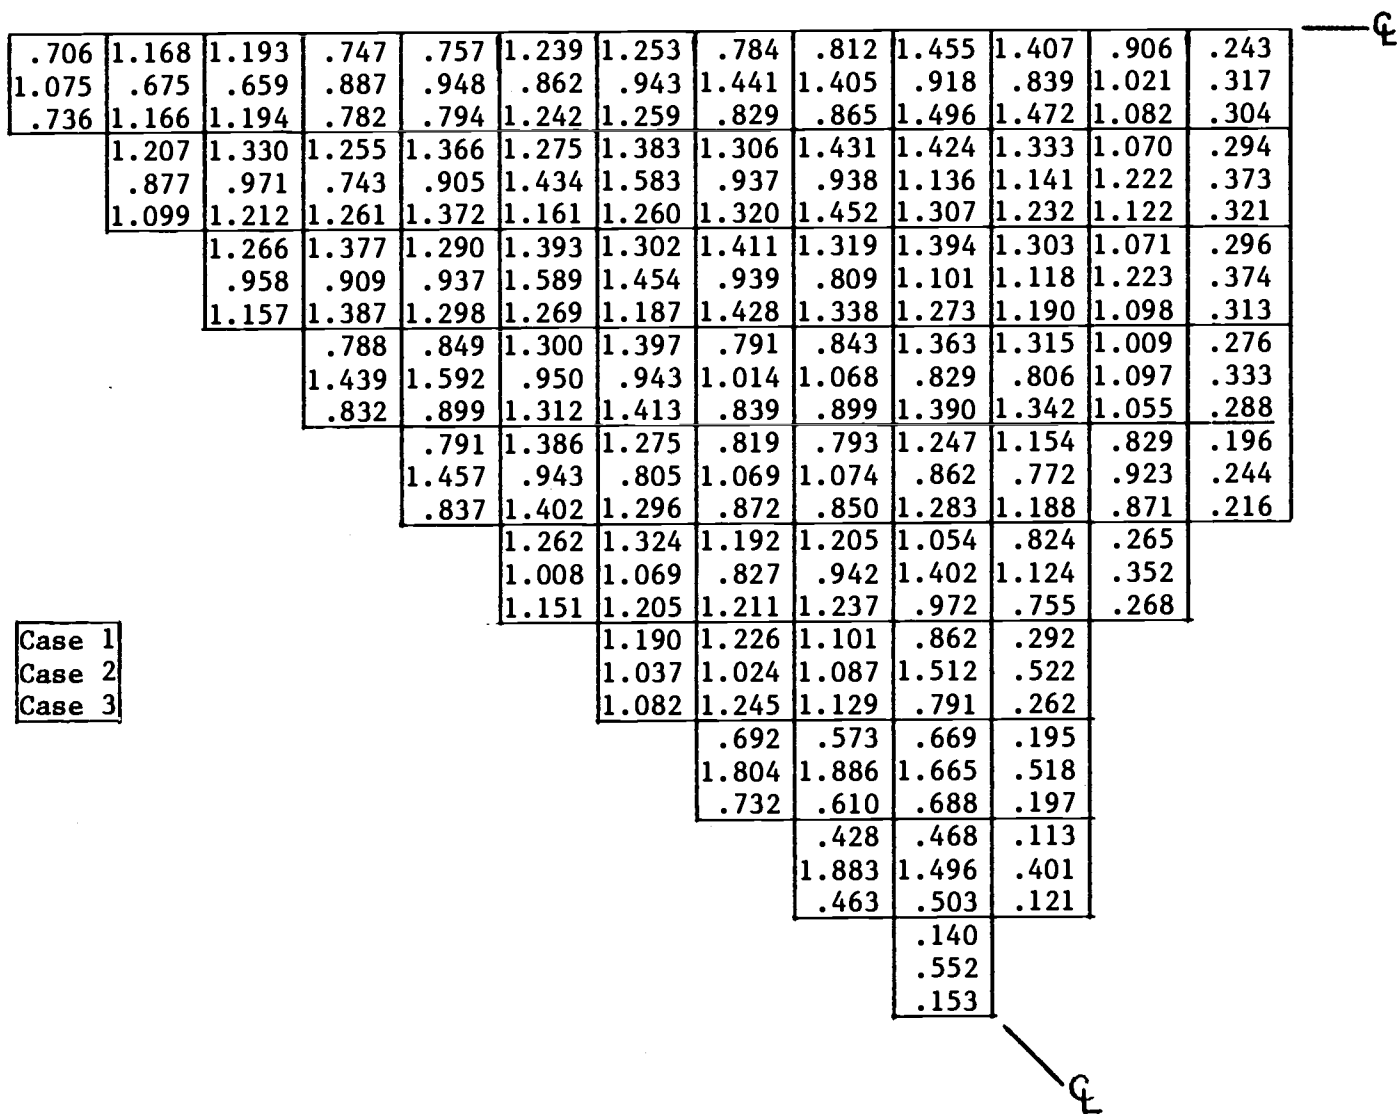 ℄
.706 1.168 1.193 .747 .757 1.239 1.253 .784 .812 1.455 1.407 .906 .243
1.075 .675 .659 .887 .948 .862 .943 1.441 1.405 .918 .839 1.021 .317
.736 1.166 1.194 .782 .794 1.242 1.259 .829 .865 1.496 1.472 1.082 .304
1.207 1.330 1.255 1.366 1.275 1.383 1.306 1.431 1.424 1.333 1.070 .294
.877 .971 .743 .905 1.434 1.583 .937 .938 1.136 1.141 1.222 .373
1.099 1.212 1.261 1.372 1.161 1.260 1.320 1.452 1.307 1.232 1.122 .321
1.266 1.377 1.290 1.393 1.302 1.411 1.319 1.394 1.303 1.071 .296
.958 .909 .937 1.589 1.454 .939 .809 1.101 1.118 1.223 .374
1.157 1.387 1.298 1.269 1.187 1.428 1.338 1.273 1.190 1.098 .313
.788 .849 1.300 1.397 .791 .843 1.363 1.315 1.009 .276
1.439 1.592 .950 .943 1.014 1.068 .829 .806 1.097 .333
.832 .899 1.312 1.413 .839 .899 1.390 1.342 1.055 .288
.791 1.386 1.275 .819 .793 1.247 1.154 .829 .196
1.457 .943 .805 1.069 1.074 .862 .772 .923 .244
.837 1.402 1.296 .872 .850 1.283 1.188 .871 .216
1.262 1.324 1.192 1.205 1.054 .824 .265
1.008 1.069 .827 .942 1.402 1.124 .352
1.151 1.205 1.211 1.237 .972 .755 .268
Case 1 1.190 1.226 1.101 .862 .292
Case 2 1.037 1.024 1.087 1.512 .522
Case 3 1.082 1.245 1.129 .791 .262
.692 .573 .669 .195
1.804 1.886 1.665 .518
.732 .610 .688 .197
.428 .468 .113
1.883 1.496 .401
.463 .503 .121
.140
.552
.153
℄